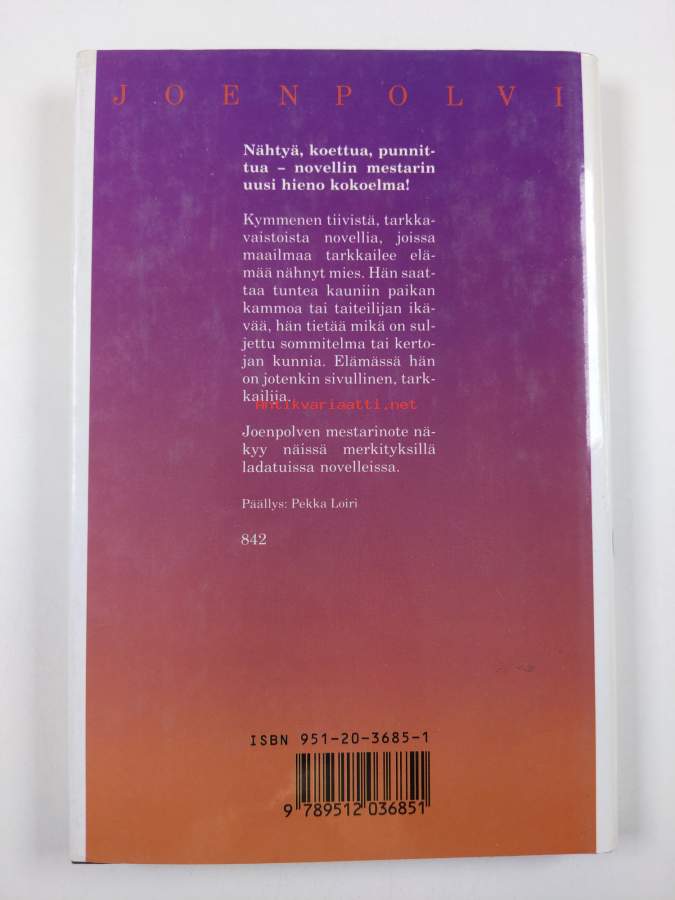 JOENPOLVI
Nähtyä, koettua, punnit-
tua – novellin mestarin
uusi hieno kokoelma!
Kymmenen tiivistä, tarkka-
vaistoista novellia, joissa
maailmaa tarkkailee elä-
mää nähnyt mies. Hän saat-
taa tuntea kauniin paikan
kammoa tai taiteilijan ikä-
vää, hän tietää mikä on sul-
jettu sommitelma tai kerto-
jan kunnia. Elämässä hän
on jotenkin sivullinen, tark-
kailija.
Antikvariaatti.net
Joenpolven mestarinote nä-
kyy näissä merkityksillä
ladatuissa novelleissa.
Päällys: Pekka Loiri
842
ISBN 951-20-3685-1
9 789512 036851